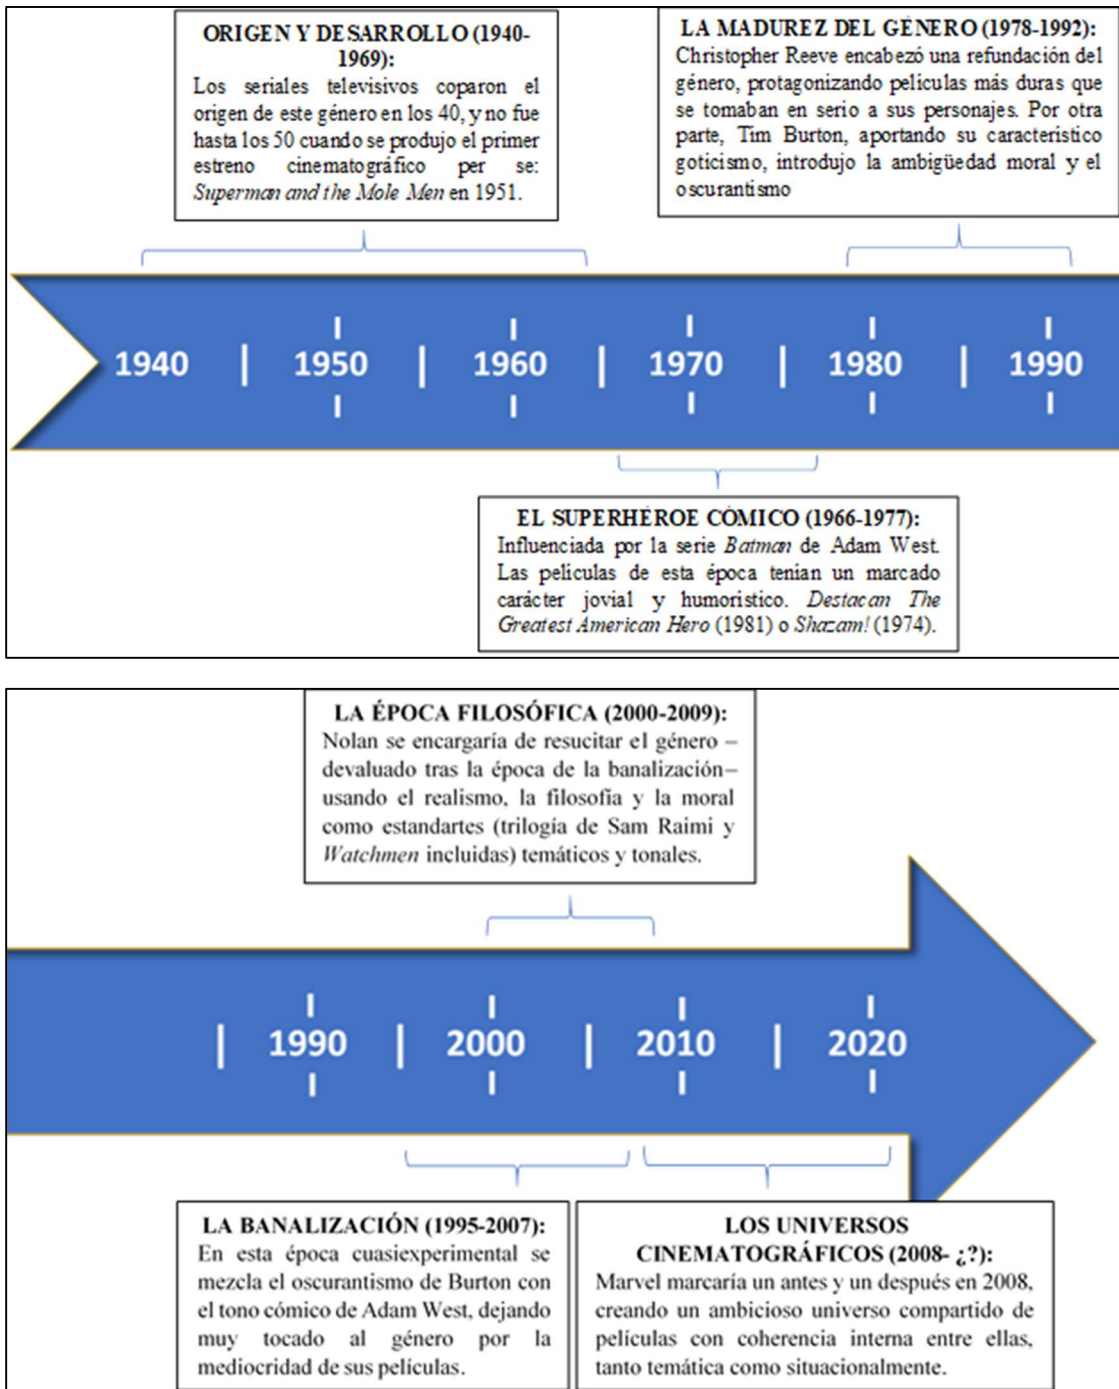 ORIGEN Y DESARROLLO (1940-
1969):
Los seriales televisivos coparon el
origen de este género en los 40, y no fue
hasta los 50 cuando se produjo el primer
estreno cinematográfico per se:
Superman and the Mole Men en 1951.
LA MADUREZ DEL GÉNERO (1978-1992):
Christopher Reeve encabezó una refundación del
género, protagonizando películas más duras que
se tomaban en serio a sus personajes. Por otra
parte, Tim Burton, aportando su característico
goticismo, introdujo la ambigüedad moral y el
oscurantismo
1940 | 1950 | 1960 | 1970 | 1980 | 1990
EL SUPERHÉROE CÓMICO (1966-1977):
Influenciada por la serie Batman de Adam West.
Las películas de esta época tenían un marcado
carácter jovial y humorístico. Destacan The
Greatest American Hero (1981) o Shazam! (1974).
LA ÉPOCA FILOSÓFICA (2000-2009):
Nolan se encargaría de resucitar el género –
devaluado tras la época de la banalización–
usando el realismo, la filosofía y la moral
como estandartes (trilogía de Sam Raimi y
Watchmen incluidas) temáticos y tonales.
| 1990 | 2000 | 2010 | 2020
LA BANALIZACIÓN (1995-2007):
En esta época cuasiexperimental se
mezcla el oscurantismo de Burton con
el tono cómico de Adam West, dejando
muy tocado al género por la
mediocridad de sus películas.
LOS UNIVERSOS
CINEMATOGRÁFICOS (2008- ¿?):
Marvel marcaría un antes y un después en 2008,
creando un ambicioso universo compartido de
películas con coherencia interna entre ellas,
tanto temática como situacionalmente.